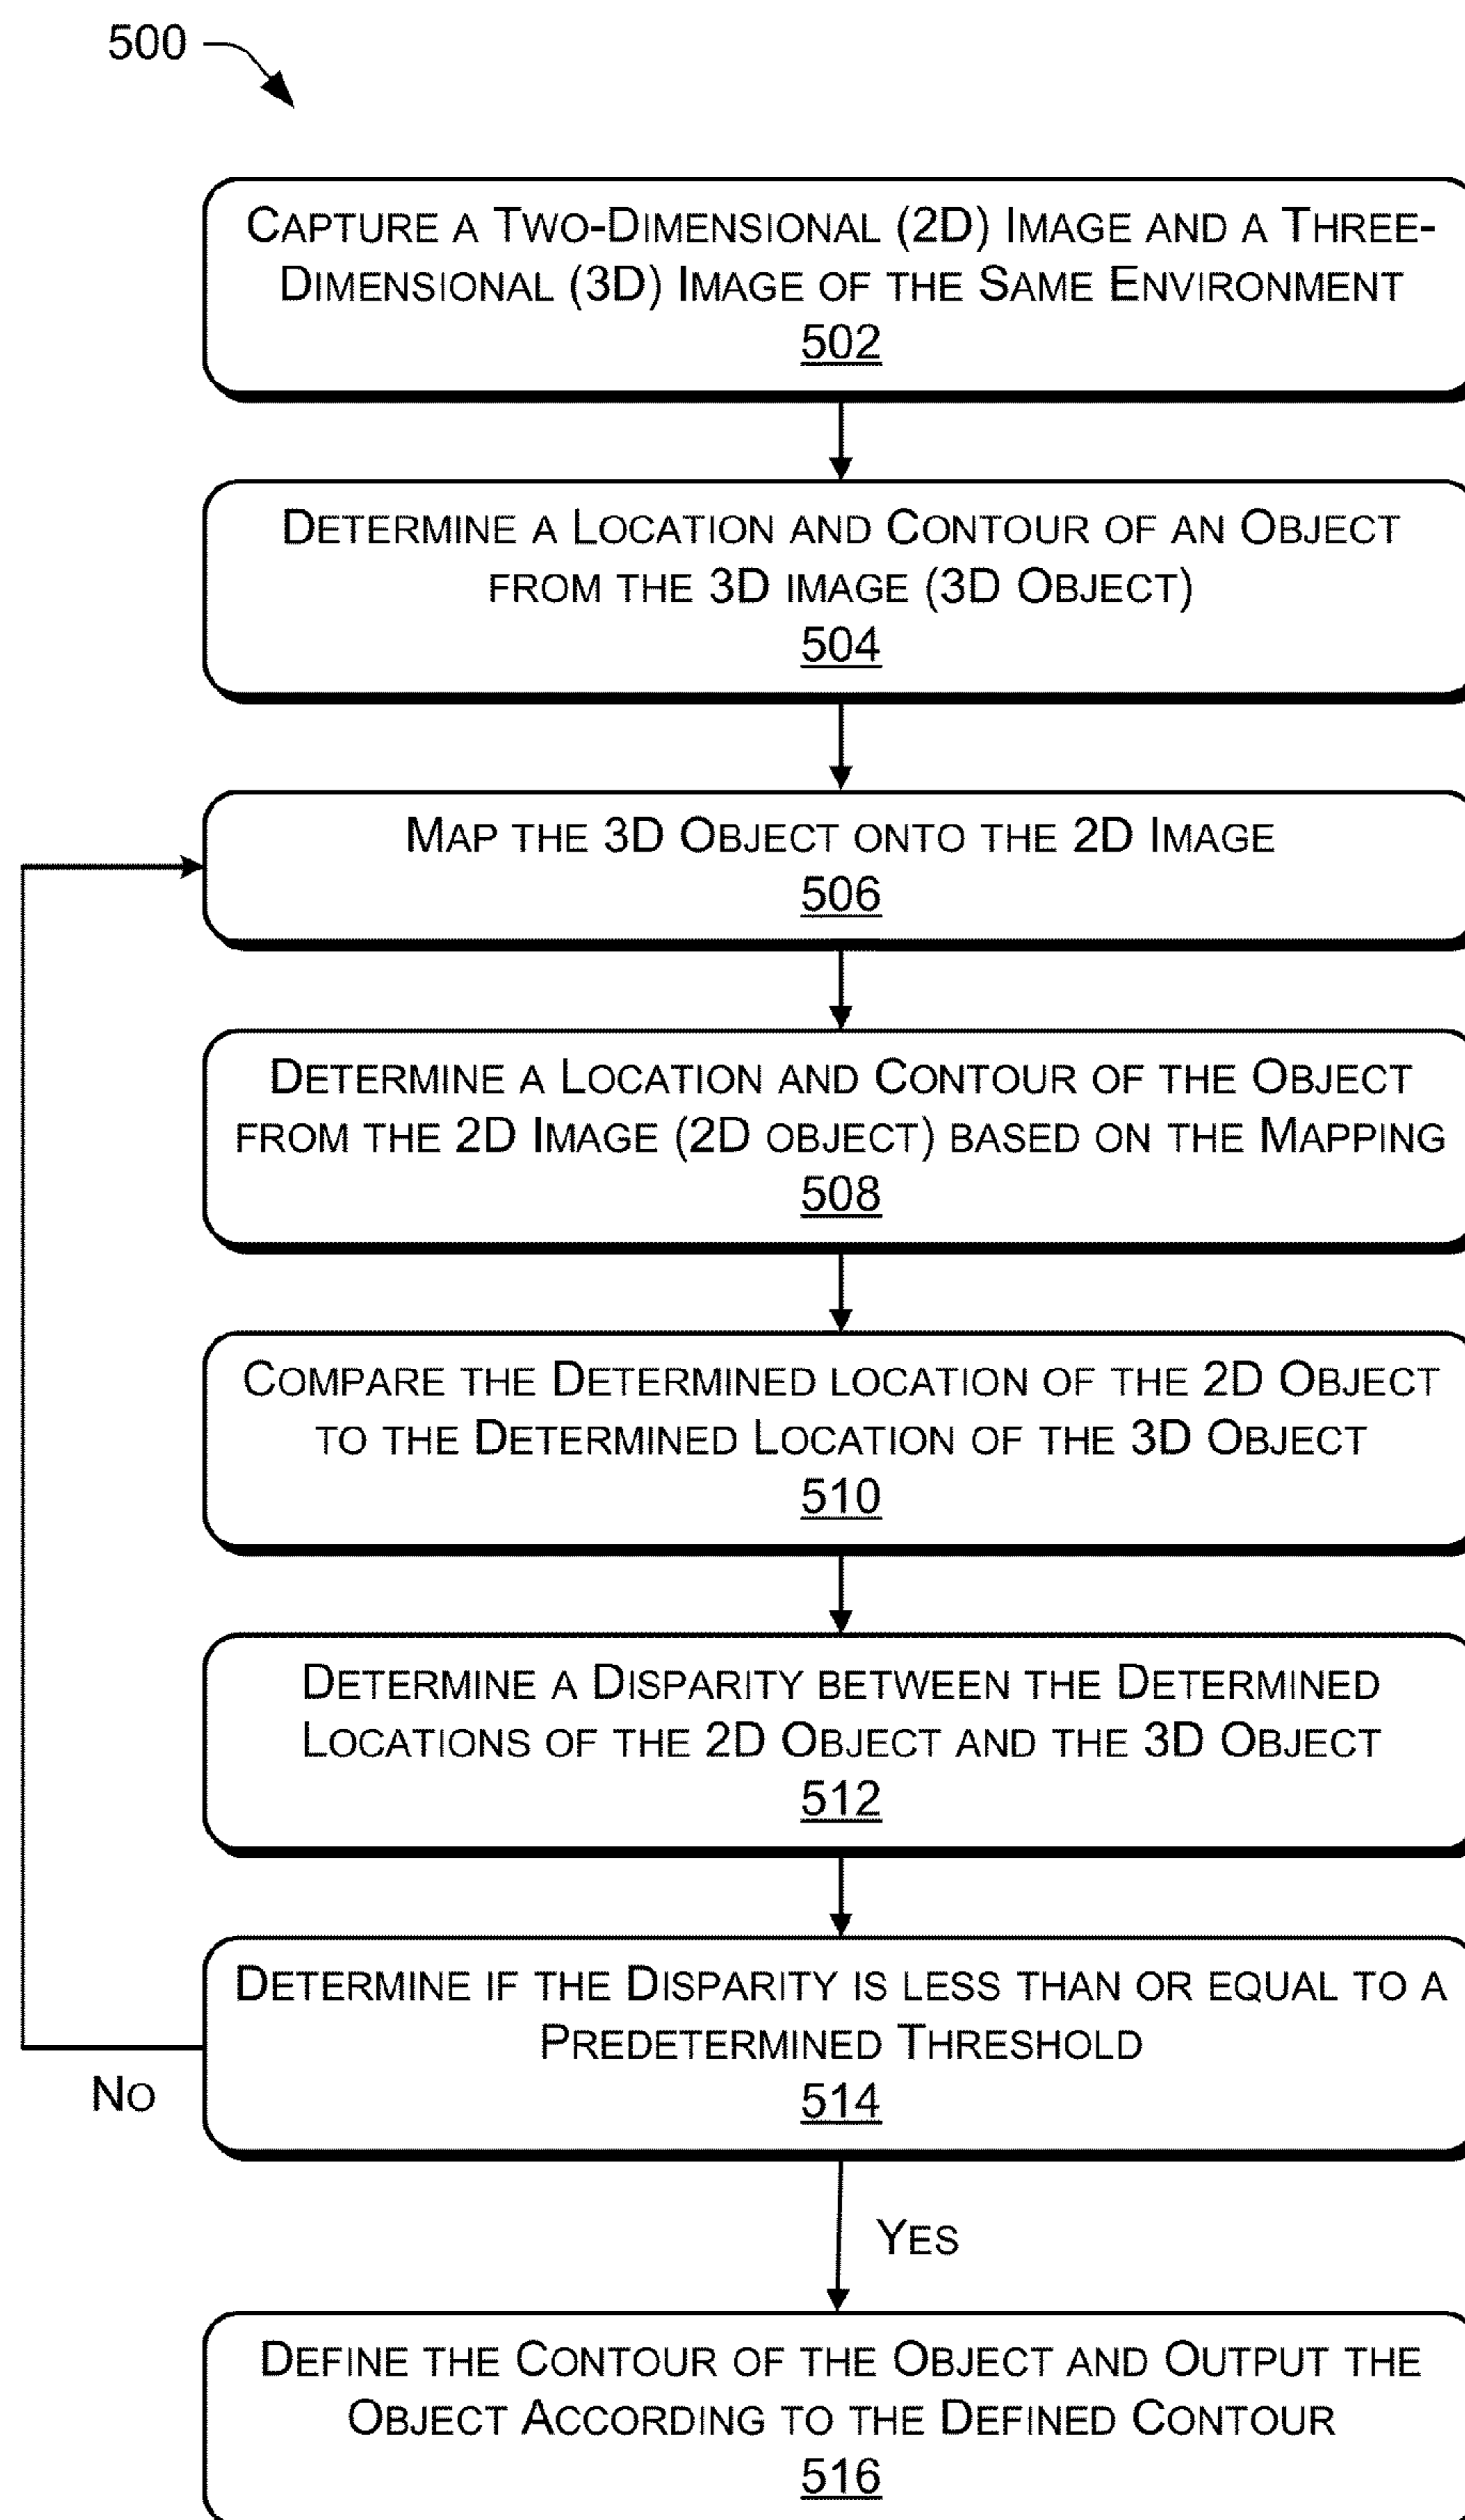 500
Capture a Two-Dimensional (2D) Image and a Three-
Dimensional (3D) Image of the Same Environment
502
Determine a Location and Contour of an Object
from the 3D image (3D Object)
504
Map the 3D Object onto the 2D Image
506
Determine a Location and Contour of the Object
from the 2D Image (2D object) based on the Mapping
508
Compare the Determined location of the 2D Object
to the Determined Location of the 3D Object
510
Determine a Disparity between the Determined
Locations of the 2D Object and the 3D Object
512
Determine if the Disparity is less than or equal to a
Predetermined Threshold
514
No
Yes
Define the Contour of the Object and Output the
Object According to the Defined Contour
516